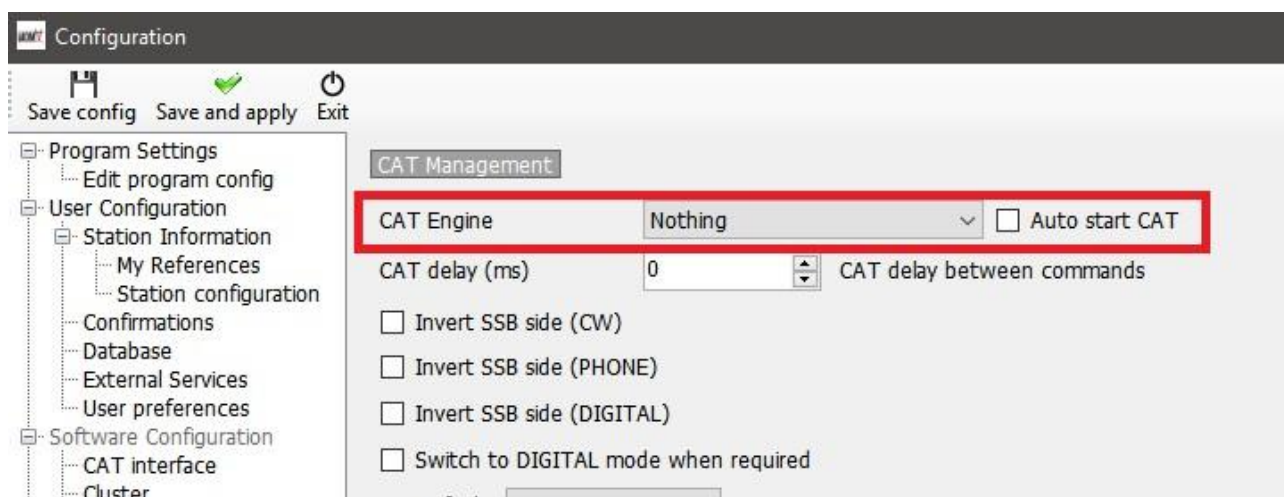 Configuration
Save config Save and apply Exit
Program Settings
Edit program config
User Configuration
Station Information
My References
Station configuration
Confirmations
Database
External Services
User preferences
Software Configuration
CAT interface
Cluster
CAT Management
CAT Engine Nothing Auto start CAT
CAT delay (ms) 0 CAT delay between commands
Invert SSB side (CW)
Invert SSB side (PHONE)
Invert SSB side (DIGITAL)
Switch to DIGITAL mode when required